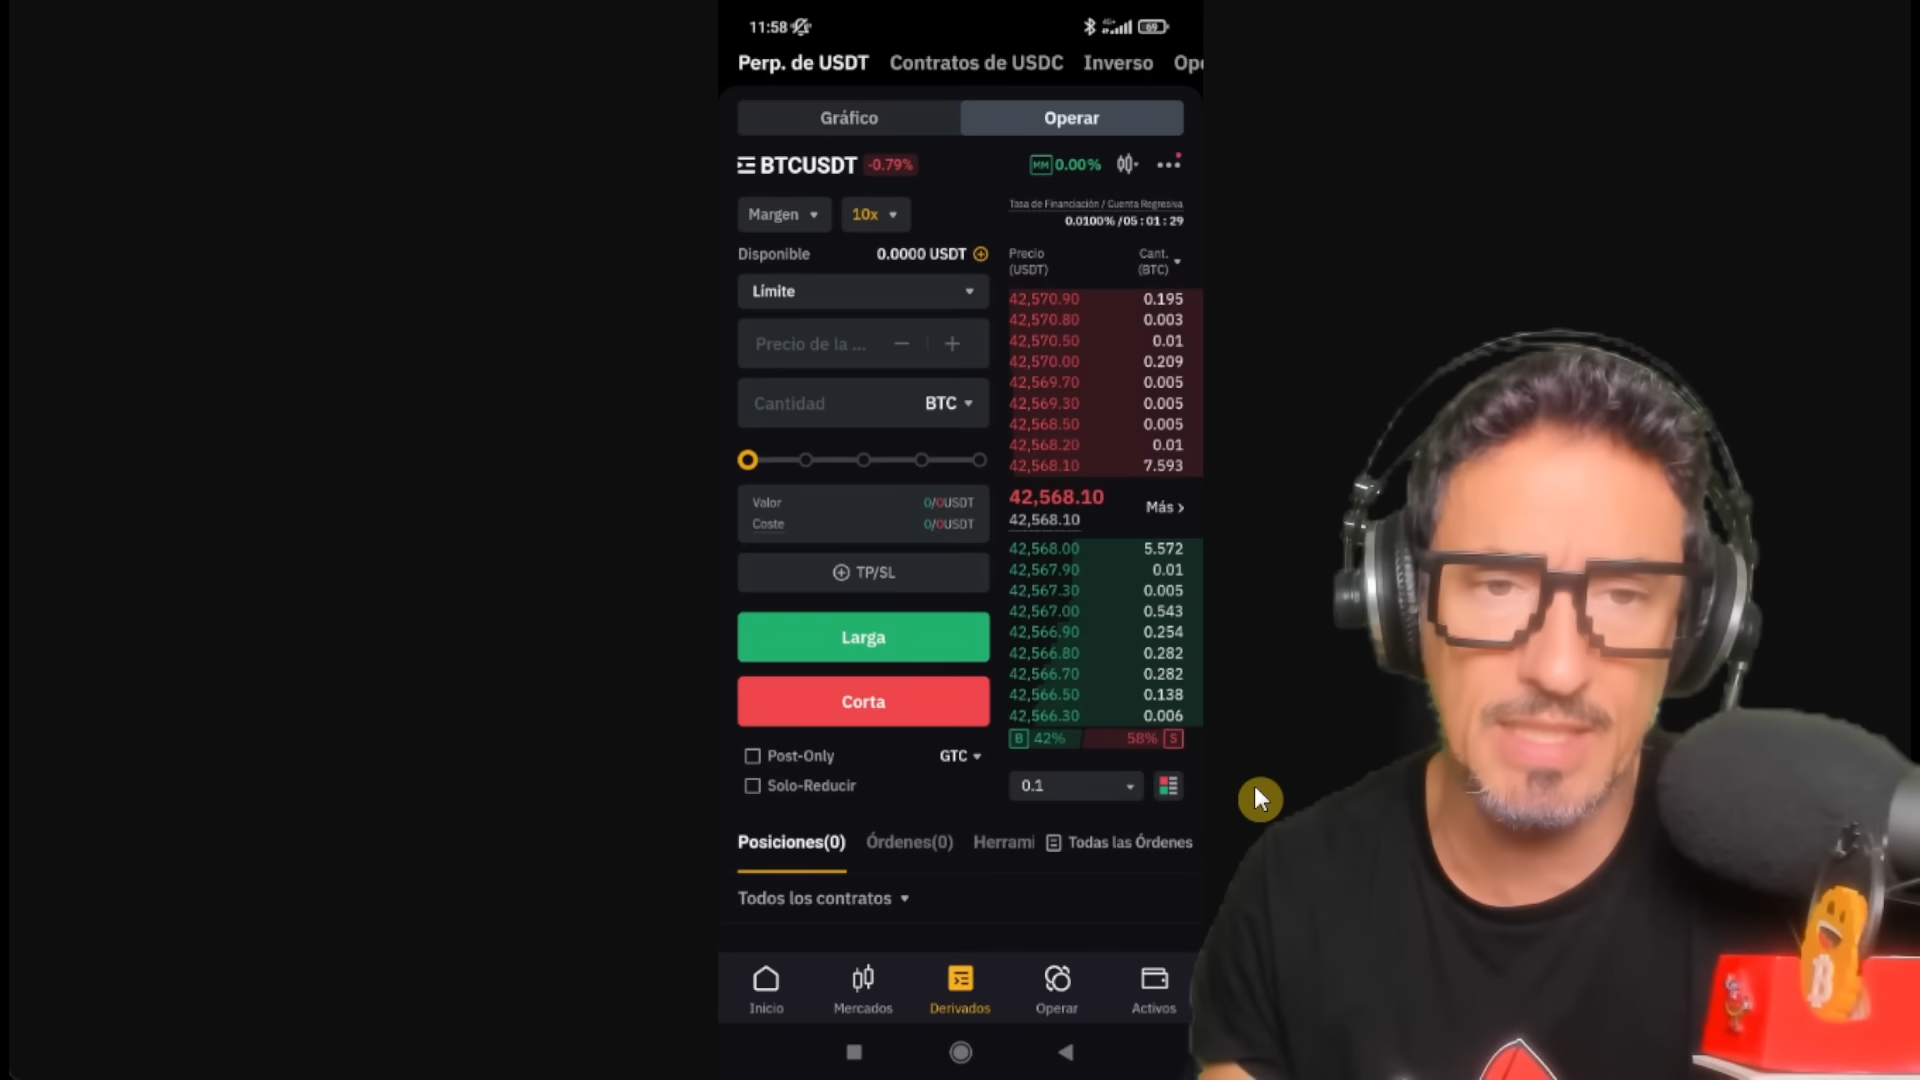 11:58
4G+ 69
Perp. de USDT Contratos de USDC Inverso Ope
Gráfico Operar
BTCUSDT -0.79% MM 0.00%
Margen 10x
Tasa de Financiación / Cuenta Regresiva
0.0100% /05:01:29
Disponible 0.0000 USDT
Precio (USDT) Cant. (BTC)
Límite
Precio de la ...
Cantidad BTC
Valor 0/0USDT
Coste 0/0USDT
TP/SL
Larga
Corta
Post-Only GTC
Solo-Reducir
42,570.90 0.195
42,570.80 0.003
42,570.50 0.01
42,570.00 0.209
42,569.70 0.005
42,569.30 0.005
42,568.50 0.005
42,568.20 0.01
42,568.10 7.593
42,568.10
42,568.10
Más
42,568.00 5.572
42,567.90 0.01
42,567.30 0.005
42,567.00 0.543
42,566.90 0.254
42,566.80 0.282
42,566.70 0.282
42,566.50 0.138
42,566.30 0.006
B 42% 58% S
0.1
Posiciones(0) Órdenes(0) Herrami Todas las Órdenes
Todos los contratos
Inicio Mercados Derivados Operar Activos